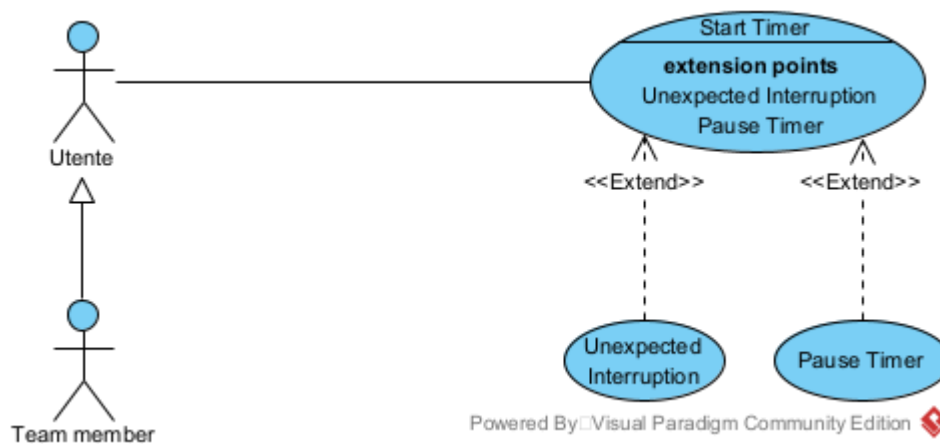 Start Timer
extension points
Unexpected Interruption
Pause Timer
Utente
<<Extend>>
<<Extend>>
Unexpected
Interruption
Pause Timer
Team member
Powered By Visual Paradigm Community Edition